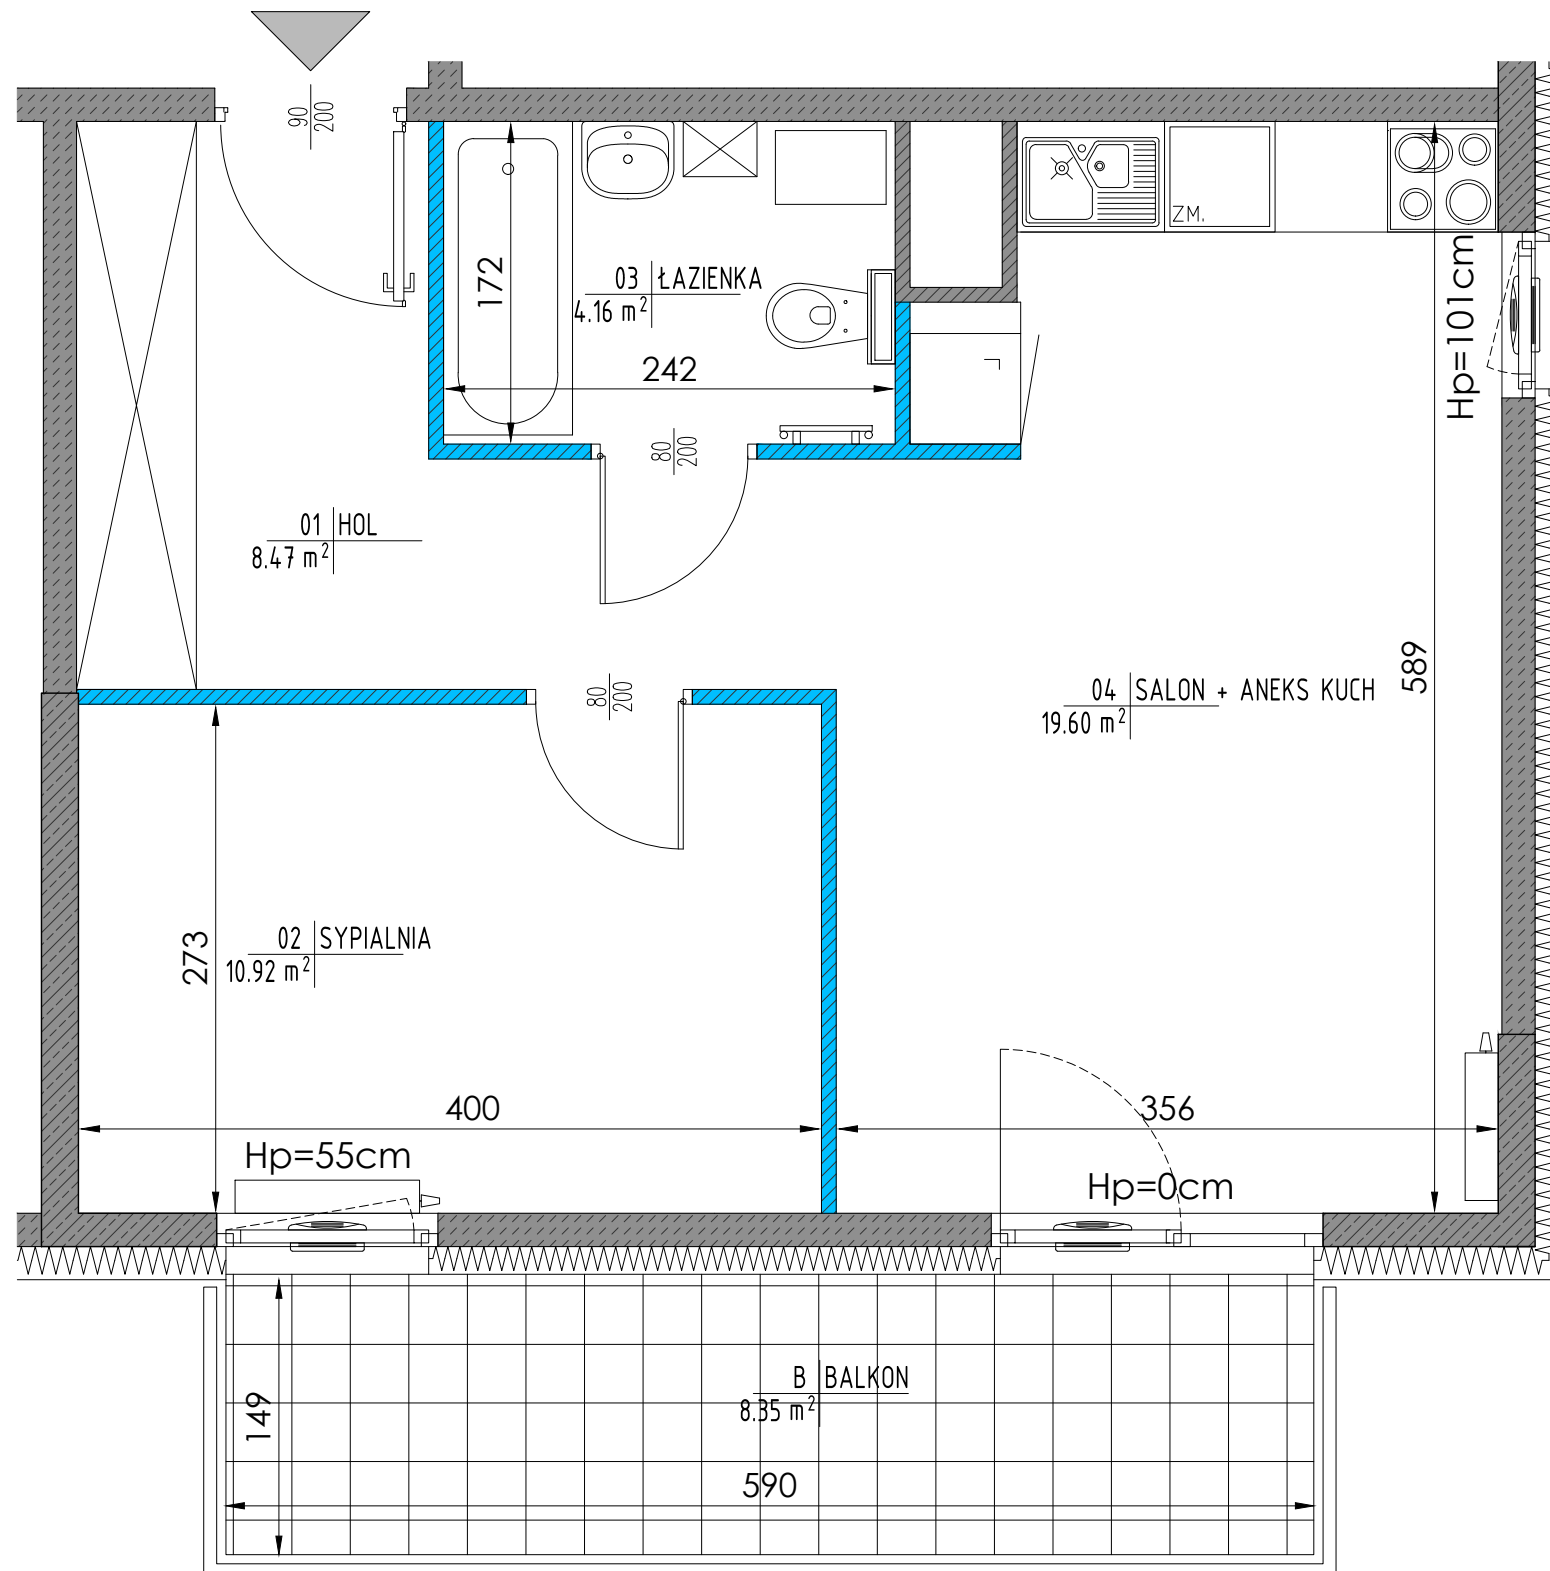 90
200
ZM.
03 ŁAZIENKA
4.16 m²
172
242
Hp=101cm
80
200
01 HOL
8.47 m²
80
200
589
04 SALON + ANEKS KUCH
19.60 m²
273
02 SYPIALNIA
10.92 m²
400
356
Hp=55cm
Hp=0cm
B BALKON
8.35 m²
149
590